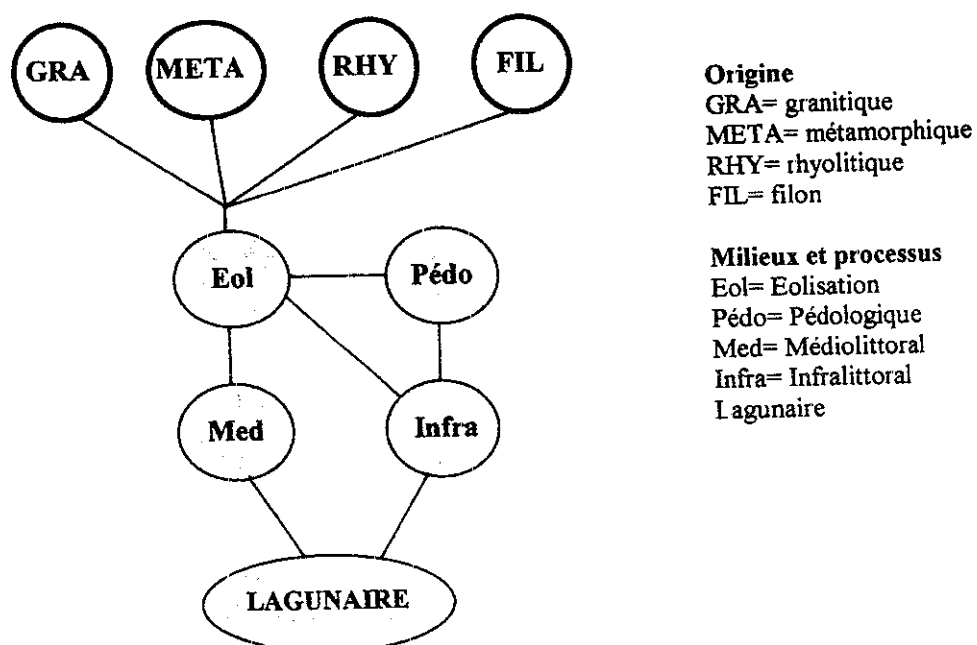 GRA META RHY FIL
Eol Pédo
Med Infra
LAGUNAIRE
Origine
GRA= granitique
META= métamorphique
RHY= rhyolitique
FIL= filon
Milieux et processus
Eol= Eolisation
Pédo= Pédologique
Med= Médiolittoral
Infra= Infralittoral
Lagunaire